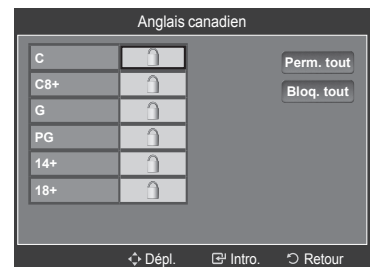 Anglais canadien
C
C8+
G
PG
14+
18+
Perm. tout
Bloq. tout
Dépl. Intro. Retour